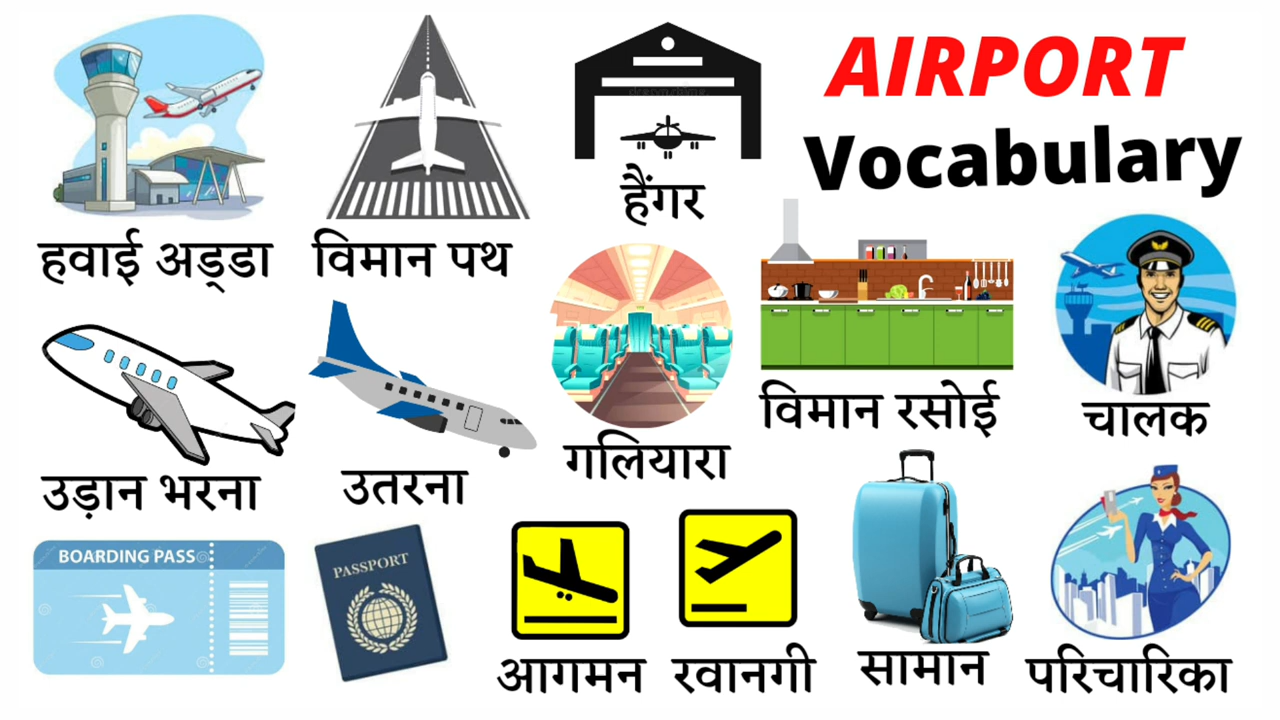 AIRPORT
Vocabulary
हैंगर
हवाई अड्डा
विमान पथ
विमान रसोई
चालक
गलियारा
उड़ान भरना
उतरना
BOARDING PASS
PASSPORT
आगमन
रवानगी
सामान
परिचारिका